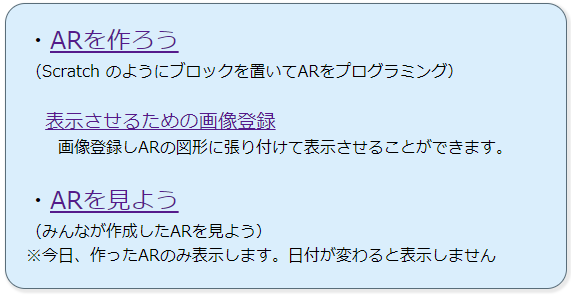 ・ARを作ろう
（Scratch のようにブロックを置いてARをプログラミング）
表示させるための画像登録
画像登録しARの図形に張り付けて表示させることができます。
・ARを見よう
（みんなが作成したARを見よう）
※今日、作ったARのみ表示します。日付が変わると表示しません